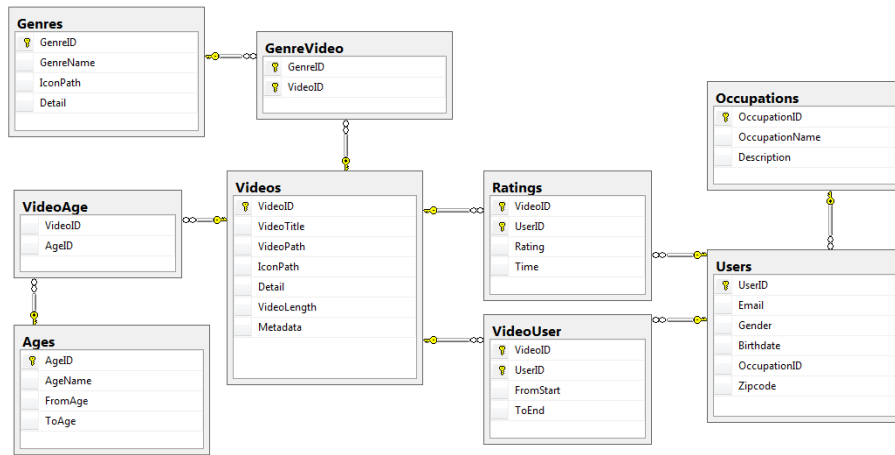 Genres
GenreID
GenreName
IconPath
Detail
GenreVideo
GenreID
VideoID
Occupations
OccupationID
OccupationName
Description
VideoAge
VideoID
AgeID
Videos
VideoID
VideoTitle
VideoPath
IconPath
Detail
VideoLength
Metadata
Ratings
VideoID
UserID
Rating
Time
Users
UserID
Email
Gender
Birthdate
OccupationID
Zipcode
Ages
AgeID
AgeName
FromAge
ToAge
VideoUser
VideoID
UserID
FromStart
ToEnd